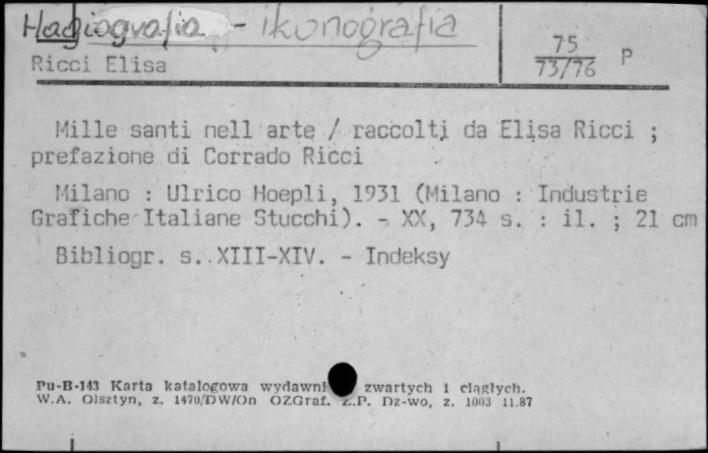 Hagiografia - ikonografia
75
73/76 P
Ricci Elisa
Mille santi nell arte / raccolti da Elisa Ricci ;
prefazione di Corrado Ricci
Milano : Ulrico Hoepli, 1931 (Milano : Industrie
Grafiche Italiane Stucchi). - XX, 734 s. : il. ; 21 cm
Bibliogr. s. XIII-XIV. - Indeksy
Pu-B-143 Karta katalogowa wydawni zwartych i ciągłych.
W.A. Olsztyn, z. 1470/DW/On OZGraf. Z.P. Dz-wo, z. 1003 11.87